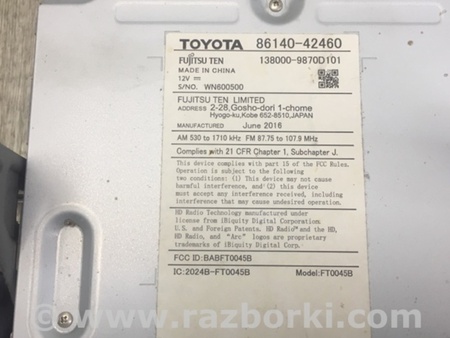 TOYOTA 86140-42460
FUJITSU TEN 138000-9870D101
MADE IN CHINA
12V
S/NO. WN600500
FUJITSU TEN LIMITED
ADDRESS 2-28,Gosho-dori 1-chome
Hyogo-ku,Kobe 652-8510,JAPAN
MANUFACTURED June 2016
AM 530 to 1710 kHz FM 87.75 to 107.9 MHz
Complies with 21 CFR Chapter 1, Subchapter J.
This device complies with part 15 of the FCC Rules.
Operation is subject to the following
two conditions: (1) This device may not cause
harmful interference, and (2) this device must
accept any interference received, including
interference that may cause undesired operation.
HD Radio Technology manufactured under
license from iBiquity Digital Corporation:
U.S. and Foreign Patents. HD Radio™ and the HD,
HD Radio, and “Arc” logos are proprietary
trademarks of iBiquity Digital Corp.
FCC ID:BABFT0045B
IC:2024B-FT0045B Model:FT0045B
© www.razborki.com